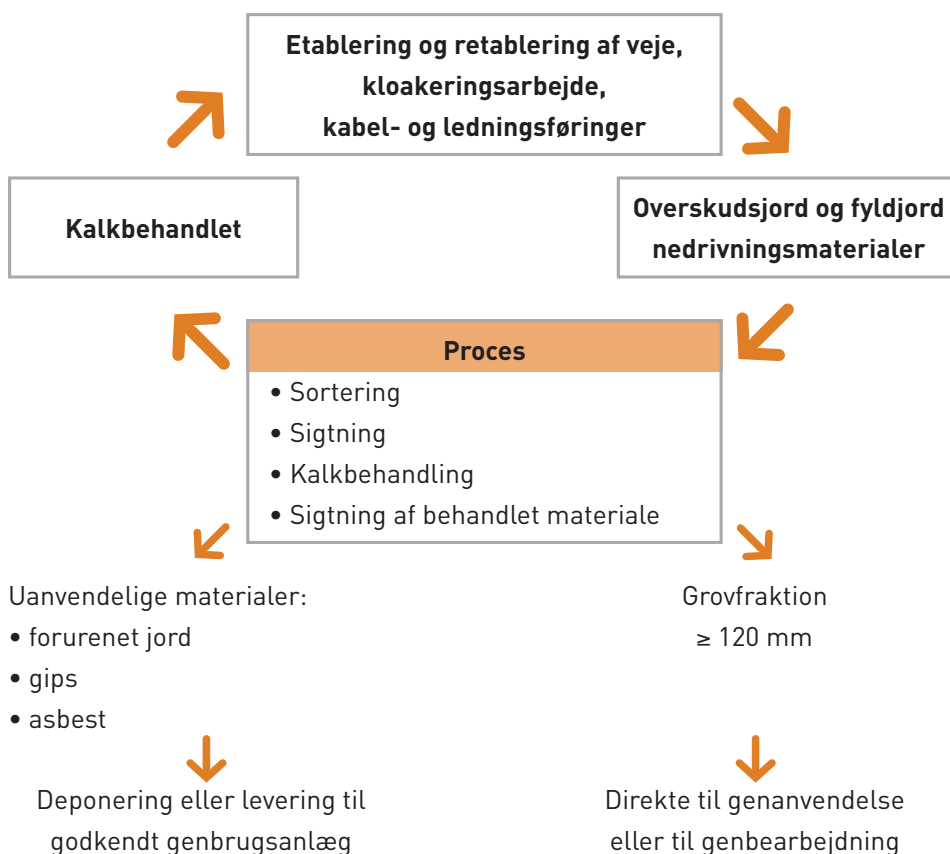 Etablering og retablering af veje,
kloakeringsarbejde,
kabel- og ledningsføringer
Kalkbehandlet
Overskudsjord og fyldjord
nedrivningsmaterialer
Proces
• Sortering
• Sigtning
• Kalkbehandling
• Sigtning af behandlet materiale
Uanvendelige materialer:
• forurenet jord
• gips
• asbest
Grovfraktion
≥ 120 mm
Deponering eller levering til
godkendt genbrugsanlæg
Direkte til genanvendelse
eller til genbearbejdning